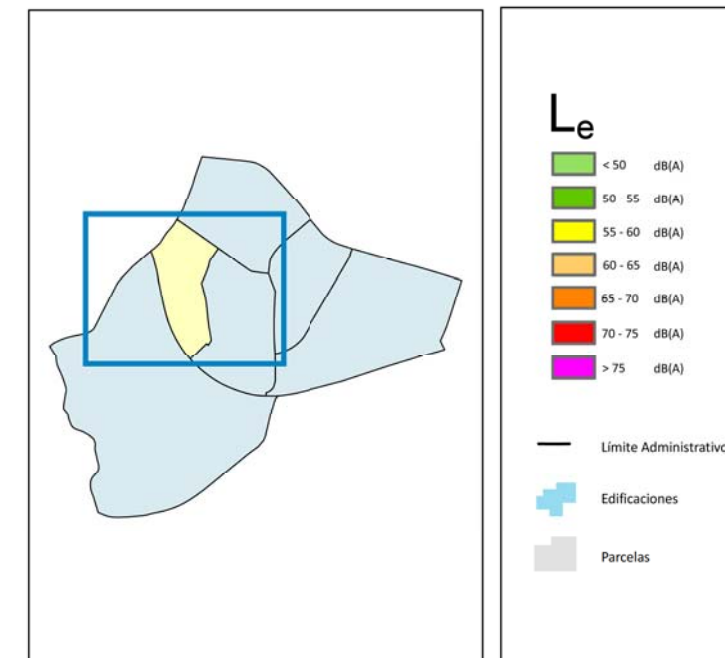 Le
< 50 dB(A)
50 - 55 dB(A)
55 - 60 dB(A)
60 - 65 dB(A)
65 - 70 dB(A)
70 - 75 dB(A)
> 75 dB(A)
Límite Administrativo
Edificaciones
Parcelas